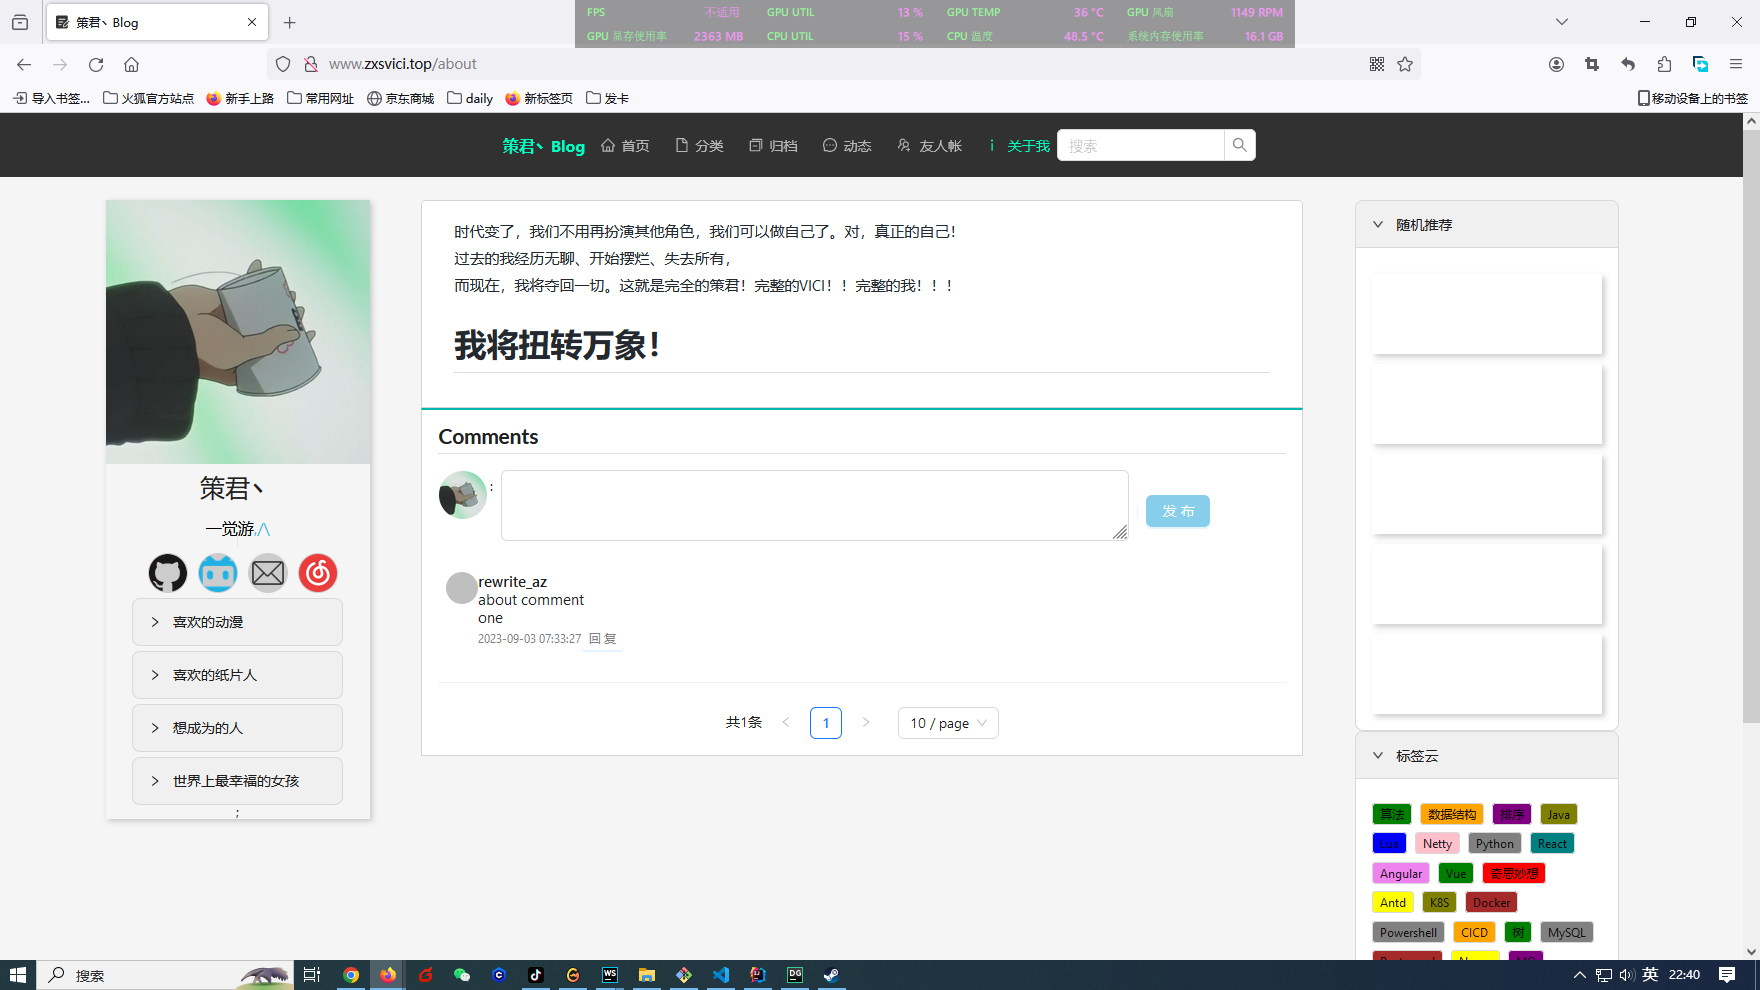 策君丶Blog
FPS 不适用 GPU UTIL 13 % GPU TEMP 36 °C GPU 风扇 1149 RPM
GPU 显存使用率 2363 MB CPU UTIL 15 % CPU 温度 48.5 °C 系统内存使用率 16.1 GB
www.zxsvici.top/about
导入书签... 火狐官方站点 新手上路 常用网址 京东商城 daily 新标签页 发卡 移动设备上的书签
策君丶Blog 首页 分类 归档 动态 友人帐 关于我 搜索
策君丶
一觉游八
喜欢的动漫
喜欢的纸片人
想成为的人
世界上最幸福的女孩
;
时代变了，我们不用再扮演其他角色，我们可以做自己了。对，真正的自己！
过去的我经历无聊、开始摆烂、失去所有，
而现在，我将夺回一切。这就是完全的策君！完整的VICI！！完整的我！！！
我将扭转万象！
Comments
:
发 布
rewrite_az
about comment
one
2023-09-03 07:33:27 回 复
共1条 1 10 / page
随机推荐
标签云
算法 数据结构 排序 Java
Lua Netty Python React
Angular Vue 奇思妙想
Antd K8S Docker
Powershell CICD 树 MySQL
搜索 英 22:40